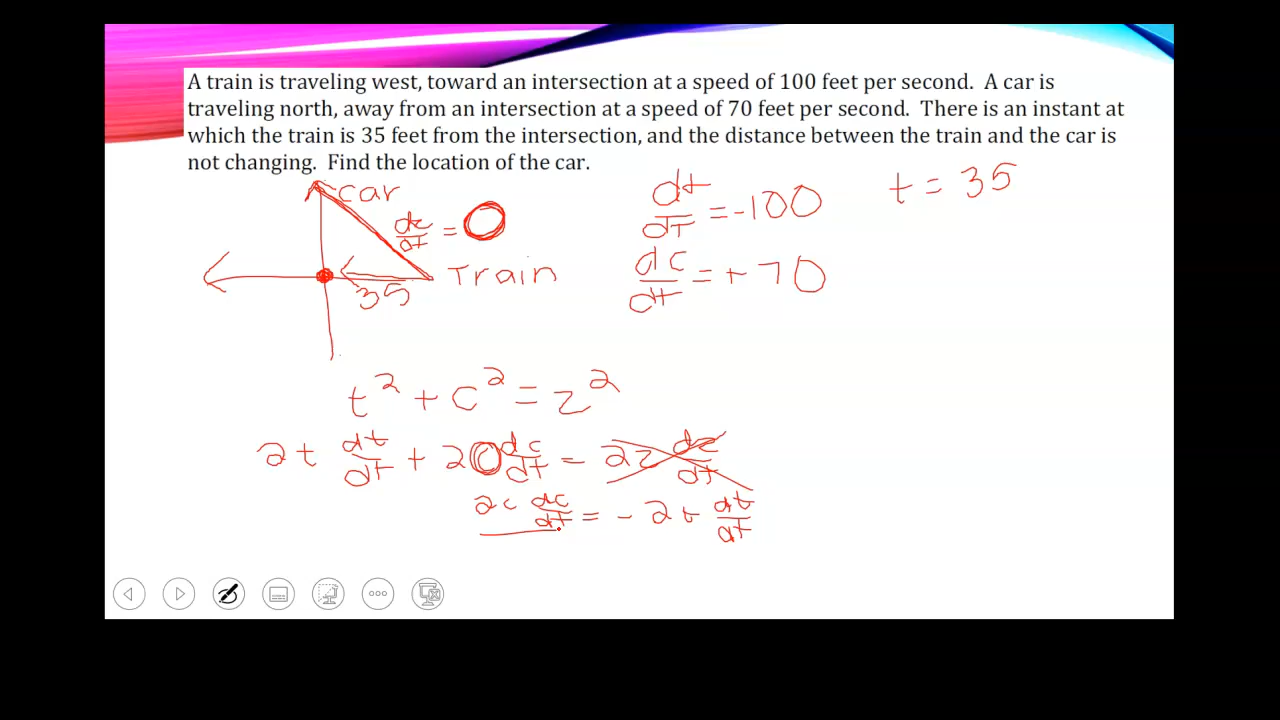 A train is traveling west, toward an intersection at a speed of 100 feet per second. A car is
traveling north, away from an intersection at a speed of 70 feet per second. There is an instant at
which the train is 35 feet from the intersection, and the distance between the train and the car is
not changing. Find the location of the car.
car
dz/dt = 0
Train
35
dt/dT = -100
t = 35
dc/dt = +70
t² + c² = z²
2t dt/dt + 2c dc/dt = 2z dz/dt
2c dc/dt = -2t dt/dt